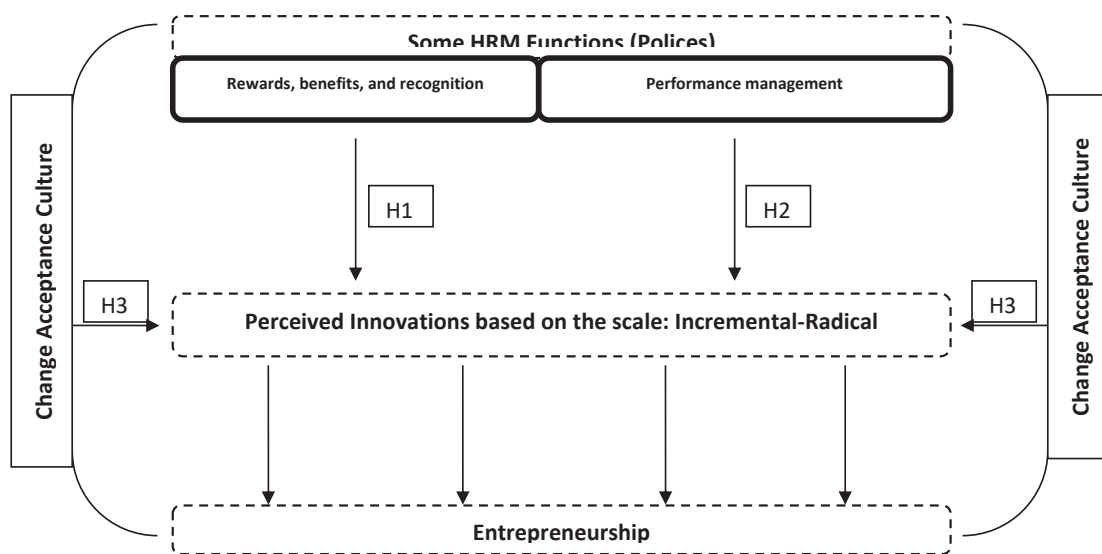 Some HRM Functions (Polices)
Rewards, benefits, and recognition
Performance management
Change Acceptance Culture
H1
H2
Change Acceptance Culture
H3
Perceived Innovations based on the scale: Incremental-Radical
H3
Entrepreneurship